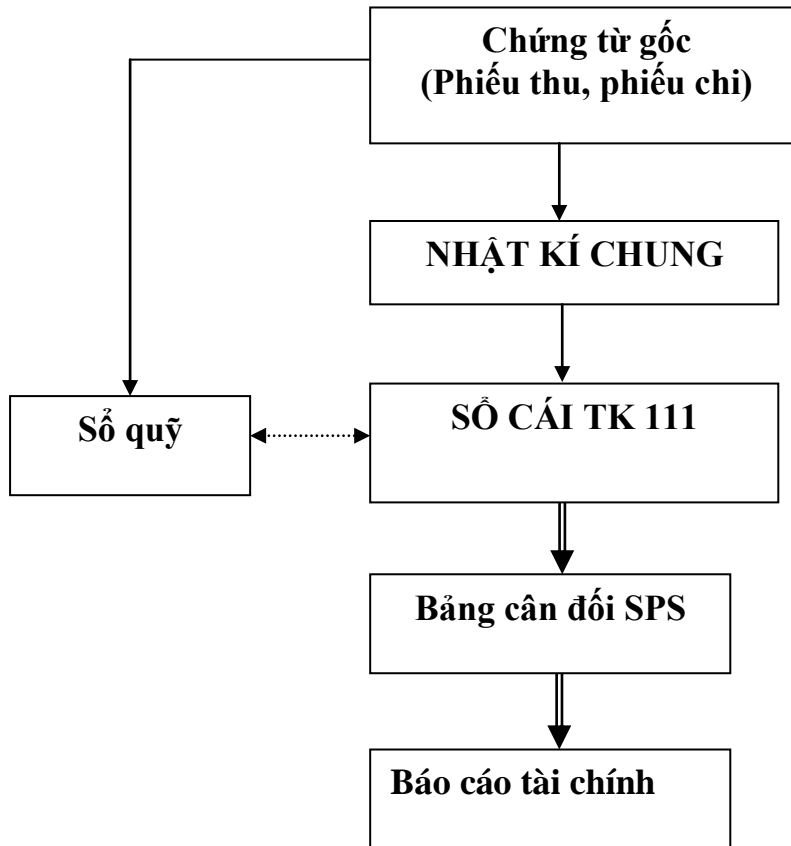 Chứng từ gốc
(Phiếu thu, phiếu chi)
NHẬT KÍ CHUNG
Sổ quỹ
SỔ CÁI TK 111
Bảng cân đối SPS
Báo cáo tài chính